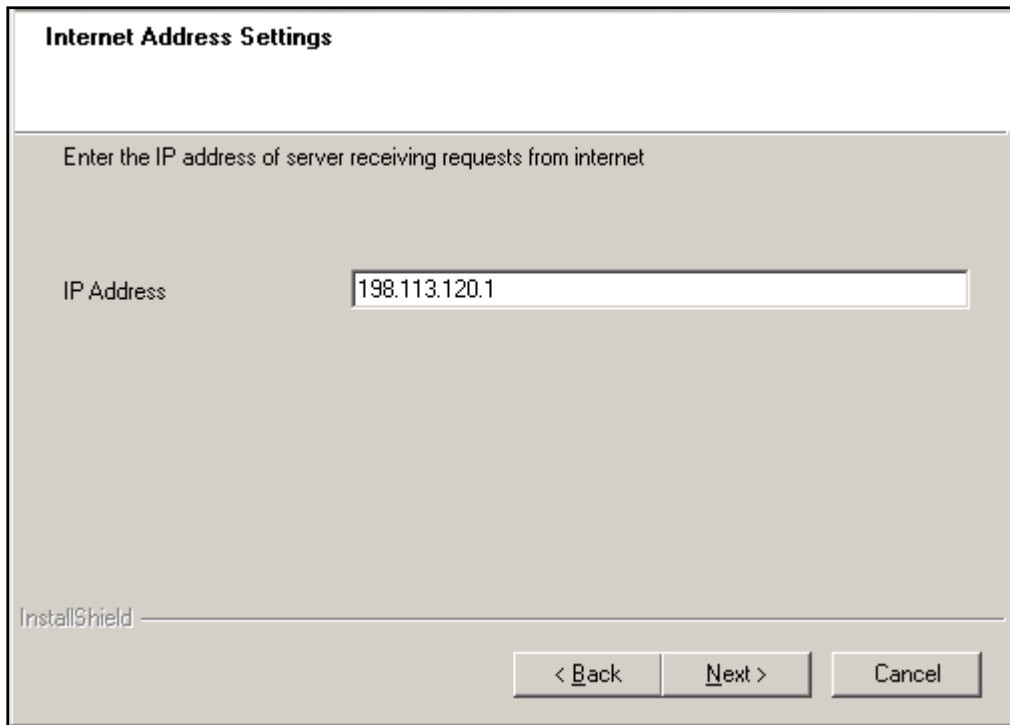 Internet Address Settings
Enter the IP address of server receiving requests from internet
IP Address
198.113.120.1
InstallShield
< Back
Next >
Cancel